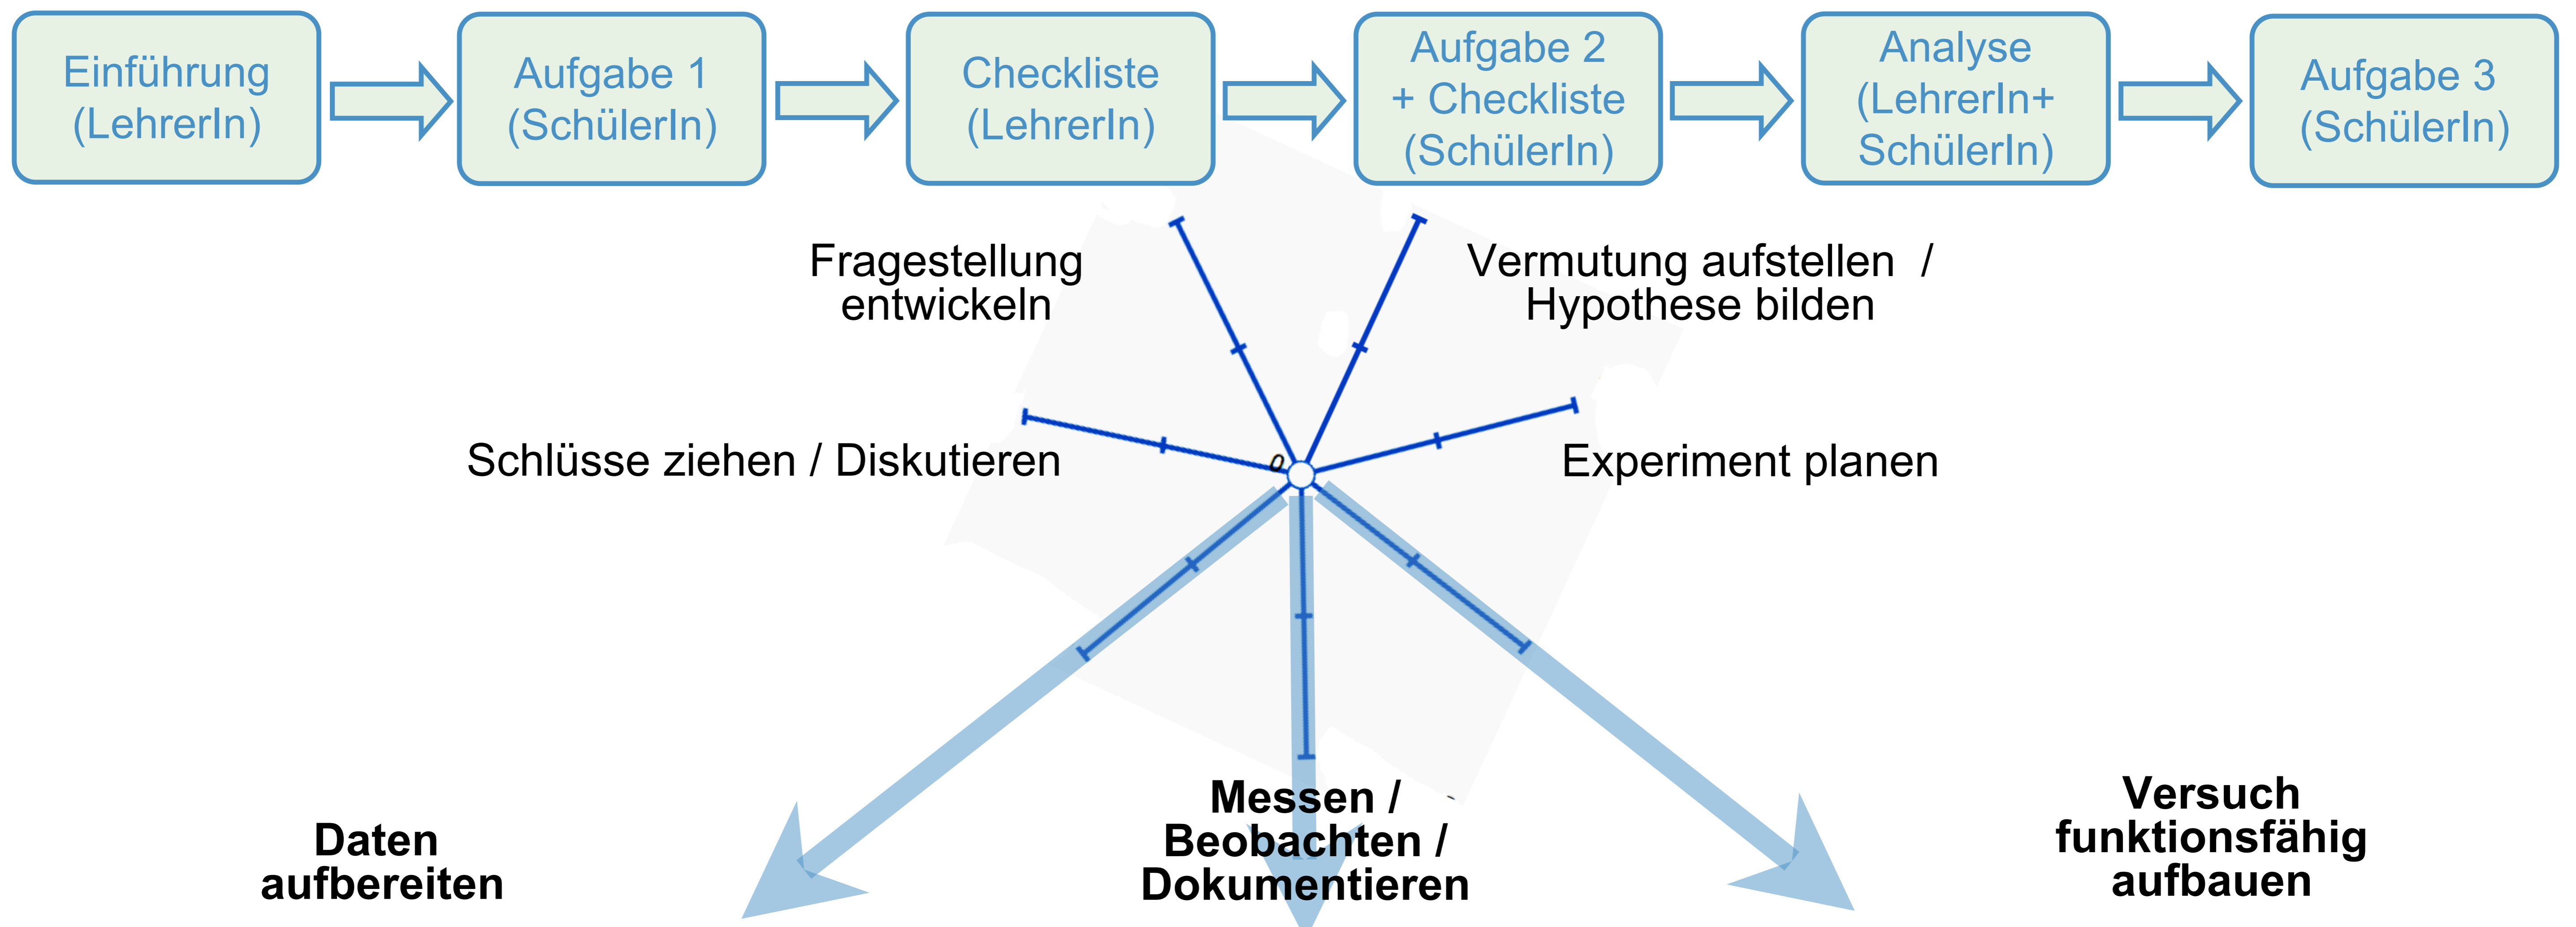 Einführung
(LehrerIn)
Aufgabe 1
(SchülerIn)
Checkliste
(LehrerIn)
Aufgabe 2
+ Checkliste
(SchülerIn)
Analyse
(LehrerIn+
SchülerIn)
Aufgabe 3
(SchülerIn)
Fragestellung
entwickeln
Vermutung aufstellen /
Hypothese bilden
Schlüsse ziehen / Diskutieren
0
Experiment planen
Daten
aufbereiten
Messen /
Beobachten /
Dokumentieren
Versuch
funktionsfähig
aufbauen